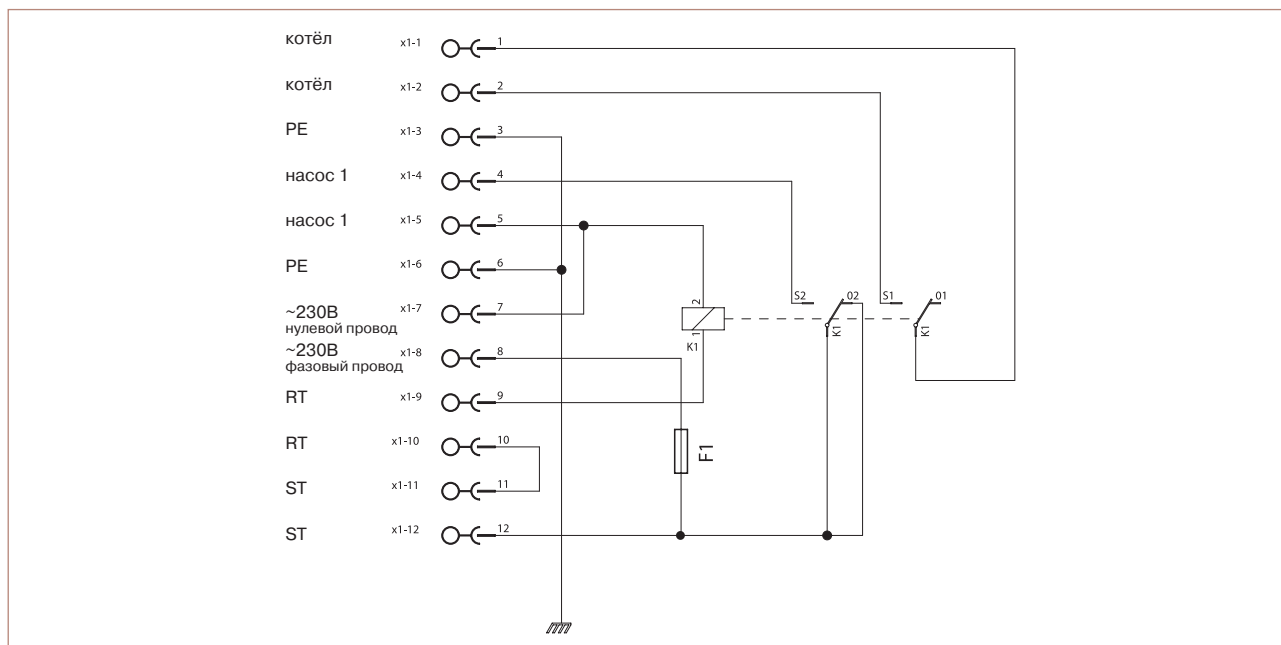 котёл x1-1 1
котёл x1-2 2
PE x1-3 3
насос 1 x1-4 4
насос 1 x1-5 5
PE x1-6 6
~230В x1-7 7
нулевой провод
~230В x1-8 8
фазовый провод
RT x1-9 9
RT x1-10 10
ST x1-11 11
ST x1-12 12
2
1
K1
S2 02 S1 01
K1 K1
F1